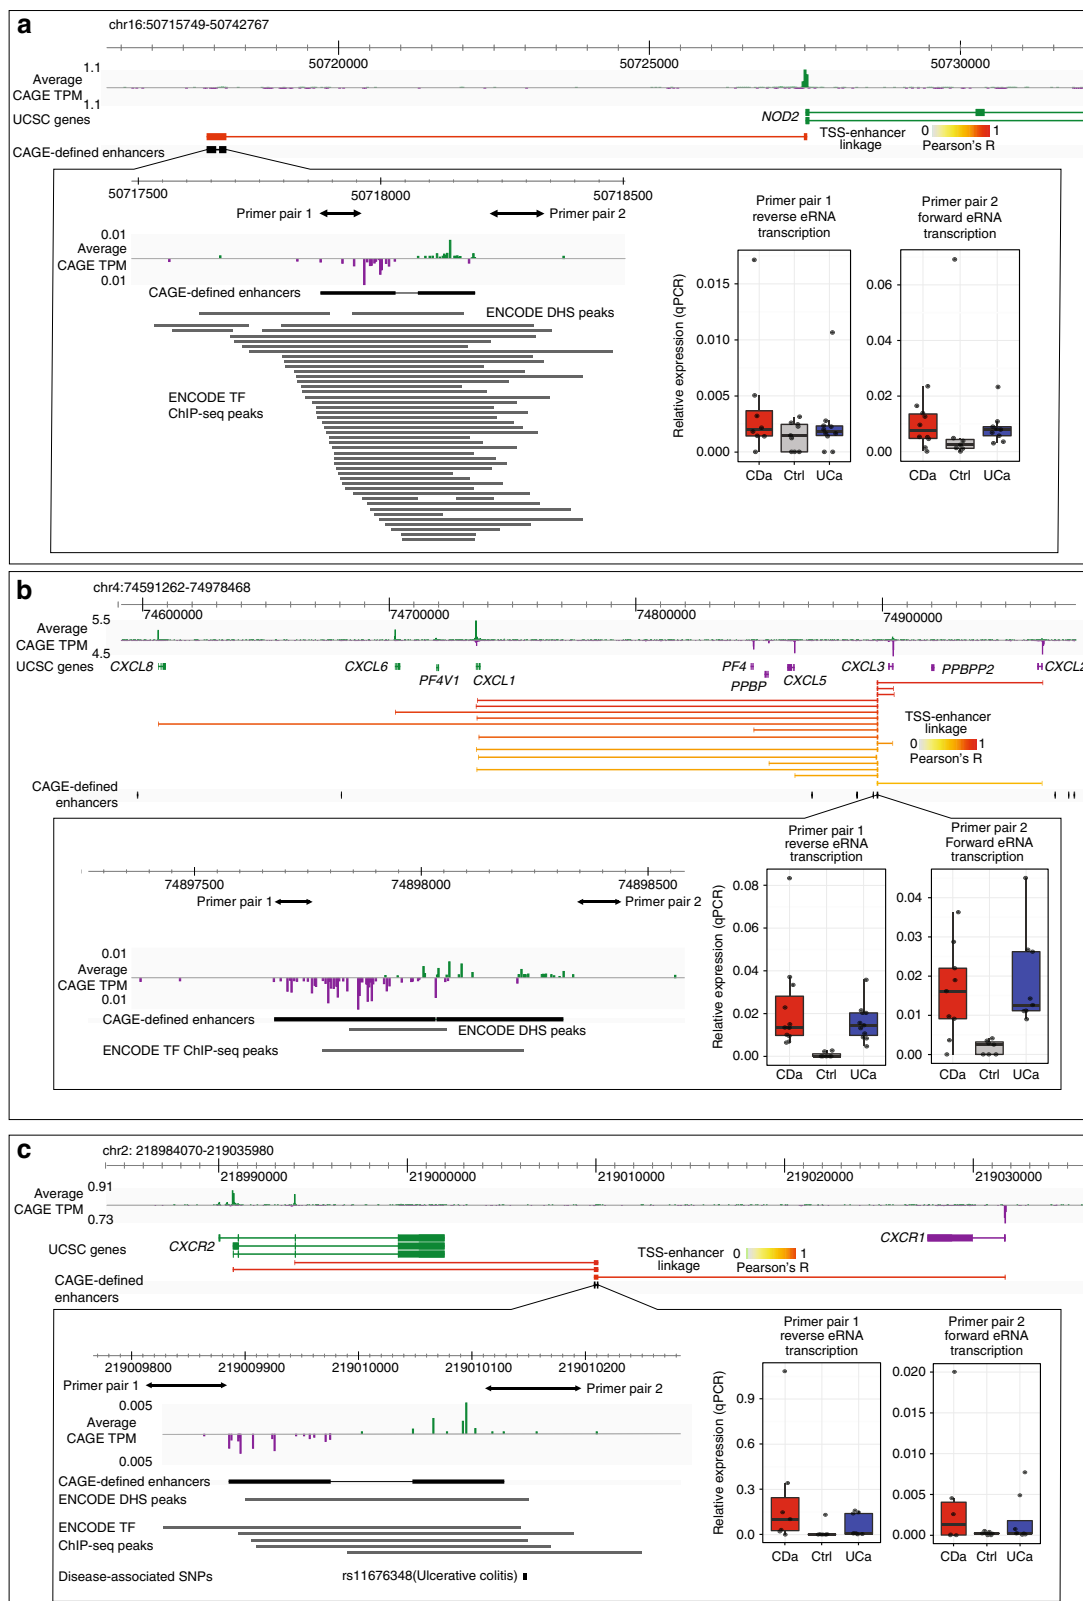 a
chr16:50715749-50742767
50720000 50725000 50730000
1.1
Average
CAGE TPM
1.1
UCSC genes
NOD2
TSS-enhancer
linkage
0 1
Pearson's R
CAGE-defined enhancers
50717500 50718000 50718500
Primer pair 1 Primer pair 2
0.01
Average
CAGE TPM
0.01
CAGE-defined enhancers
ENCODE DHS peaks
ENCODE TF
ChIP-seq peaks
Primer pair 1
reverse eRNA
transcription
Relative expression (qPCR)
0.015
0.010
0.005
0.000
CDa Ctrl UCa
Primer pair 2
forward eRNA
transcription
0.06
0.04
0.02
0.00
CDa Ctrl UCa
b
chr4:74591262-74978468
74600000 74700000 74800000 74900000
5.5
Average
CAGE TPM
4.5
UCSC genes
CXCL8 CXCL6 PF4V1 CXCL1 PF4 PPBP CXCL5 CXCL3 PPBPP2 CXCL2
TSS-enhancer
linkage
0 1
Pearson's R
CAGE-defined
enhancers
74897500 74898000 74898500
Primer pair 1 Primer pair 2
0.01
Average
CAGE TPM
0.01
CAGE-defined enhancers
ENCODE DHS peaks
ENCODE TF ChIP-seq peaks
Primer pair 1
reverse eRNA
transcription
Relative expression (qPCR)
0.08
0.06
0.04
0.02
0.00
CDa Ctrl UCa
Primer pair 2
Forward eRNA
transcription
0.04
0.03
0.02
0.01
0.00
CDa Ctrl UCa
c
chr2: 218984070-219035980
218990000 219000000 219010000 219020000 219030000
0.91
Average
CAGE TPM
0.73
UCSC genes
CXCR2 CXCR1
TSS-enhancer
linkage
0 1
Pearson's R
CAGE-defined
enhancers
219009800 219009900 219010000 219010100 219010200
Primer pair 1 Primer pair 2
0.005
Average
CAGE TPM
0.005
CAGE-defined enhancers
ENCODE DHS peaks
ENCODE TF
ChIP-seq peaks
Disease-associated SNPs
rs11676348(Ulcerative colitis)
Primer pair 1
reverse eRNA
transcription
Relative expression (qPCR)
0.9
0.6
0.3
0.0
CDa Ctrl UCa
Primer pair 2
forward eRNA
transcription
0.020
0.015
0.010
0.005
0.000
CDa Ctrl UCa